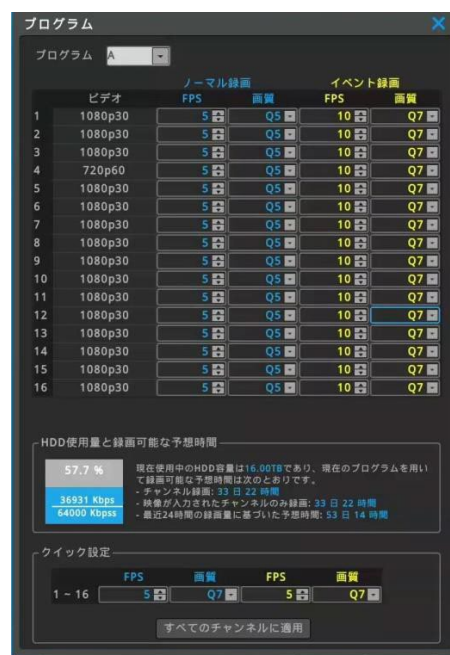 プログラム
プログラム A
ノーマル録画 イベント録画
ビデオ FPS 画質 FPS 画質
1 1080p30 5 Q5 10 Q7
2 1080p30 5 Q5 10 Q7
3 1080p30 5 Q5 10 Q7
4 720p60 5 Q5 10 Q7
5 1080p30 5 Q5 10 Q7
6 1080p30 5 Q5 10 Q7
7 1080p30 5 Q5 10 Q7
8 1080p30 5 Q5 10 Q7
9 1080p30 5 Q5 10 Q7
10 1080p30 5 Q5 10 Q7
11 1080p30 5 Q5 10 Q7
12 1080p30 5 Q5 10 Q7
13 1080p30 5 Q5 10 Q7
14 1080p30 5 Q5 10 Q7
15 1080p30 5 Q5 10 Q7
16 1080p30 5 Q5 10 Q7
HDD使用量と録画可能な予想時間
57.7 %
36931 Kbps
64000 Kbpss
現在使用中のHDD容量は16.00TBであり、現在のプログラムを用い
て録画可能な予想時間は次のとおりです。
- チャンネル録画: 33 日 22 時間
- 映像が入力されたチャンネルのみ録画: 33 日 22 時間
- 最近24時間の録画量に基づいた予想時間: 53 日 14 時間
クイック設定
FPS 画質 FPS 画質
1 ~ 16 5 Q7 5 Q7
すべてのチャンネルに適用